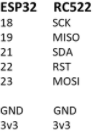 ESP32 RC522
18 SCK
19 MISO
21 SDA
22 RST
23 MOSI
GND GND
3v3 3v3